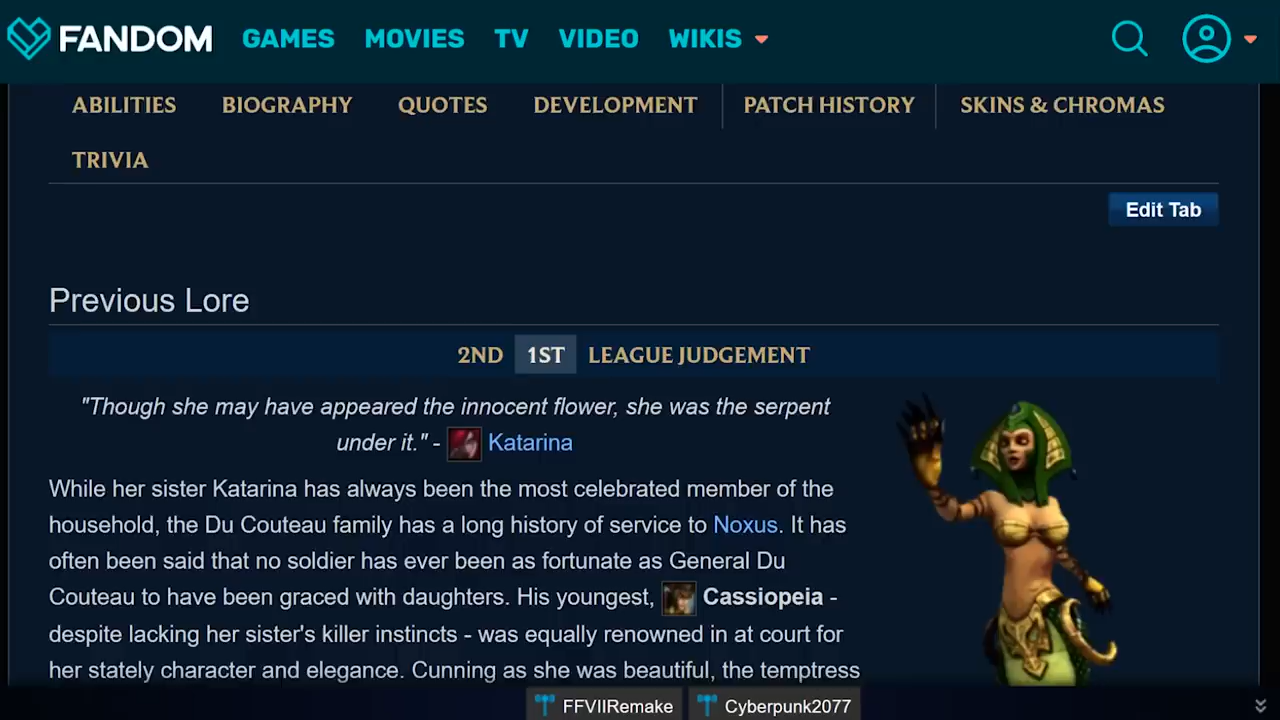 FANDOM GAMES MOVIES TV VIDEO WIKIS
ABILITIES BIOGRAPHY QUOTES DEVELOPMENT PATCH HISTORY SKINS & CHROMAS
TRIVIA
Edit Tab
Previous Lore
2ND 1ST LEAGUE JUDGEMENT
"Though she may have appeared the innocent flower, she was the serpent
under it." - Katarina
While her sister Katarina has always been the most celebrated member of the
household, the Du Couteau family has a long history of service to Noxus. It has
often been said that no soldier has ever been as fortunate as General Du
Couteau to have been graced with daughters. His youngest, Cassiopeia -
despite lacking her sister's killer instincts - was equally renowned in at court for
her stately character and elegance. Cunning as she was beautiful, the temptress
FFVIIRemake Cyberpunk2077